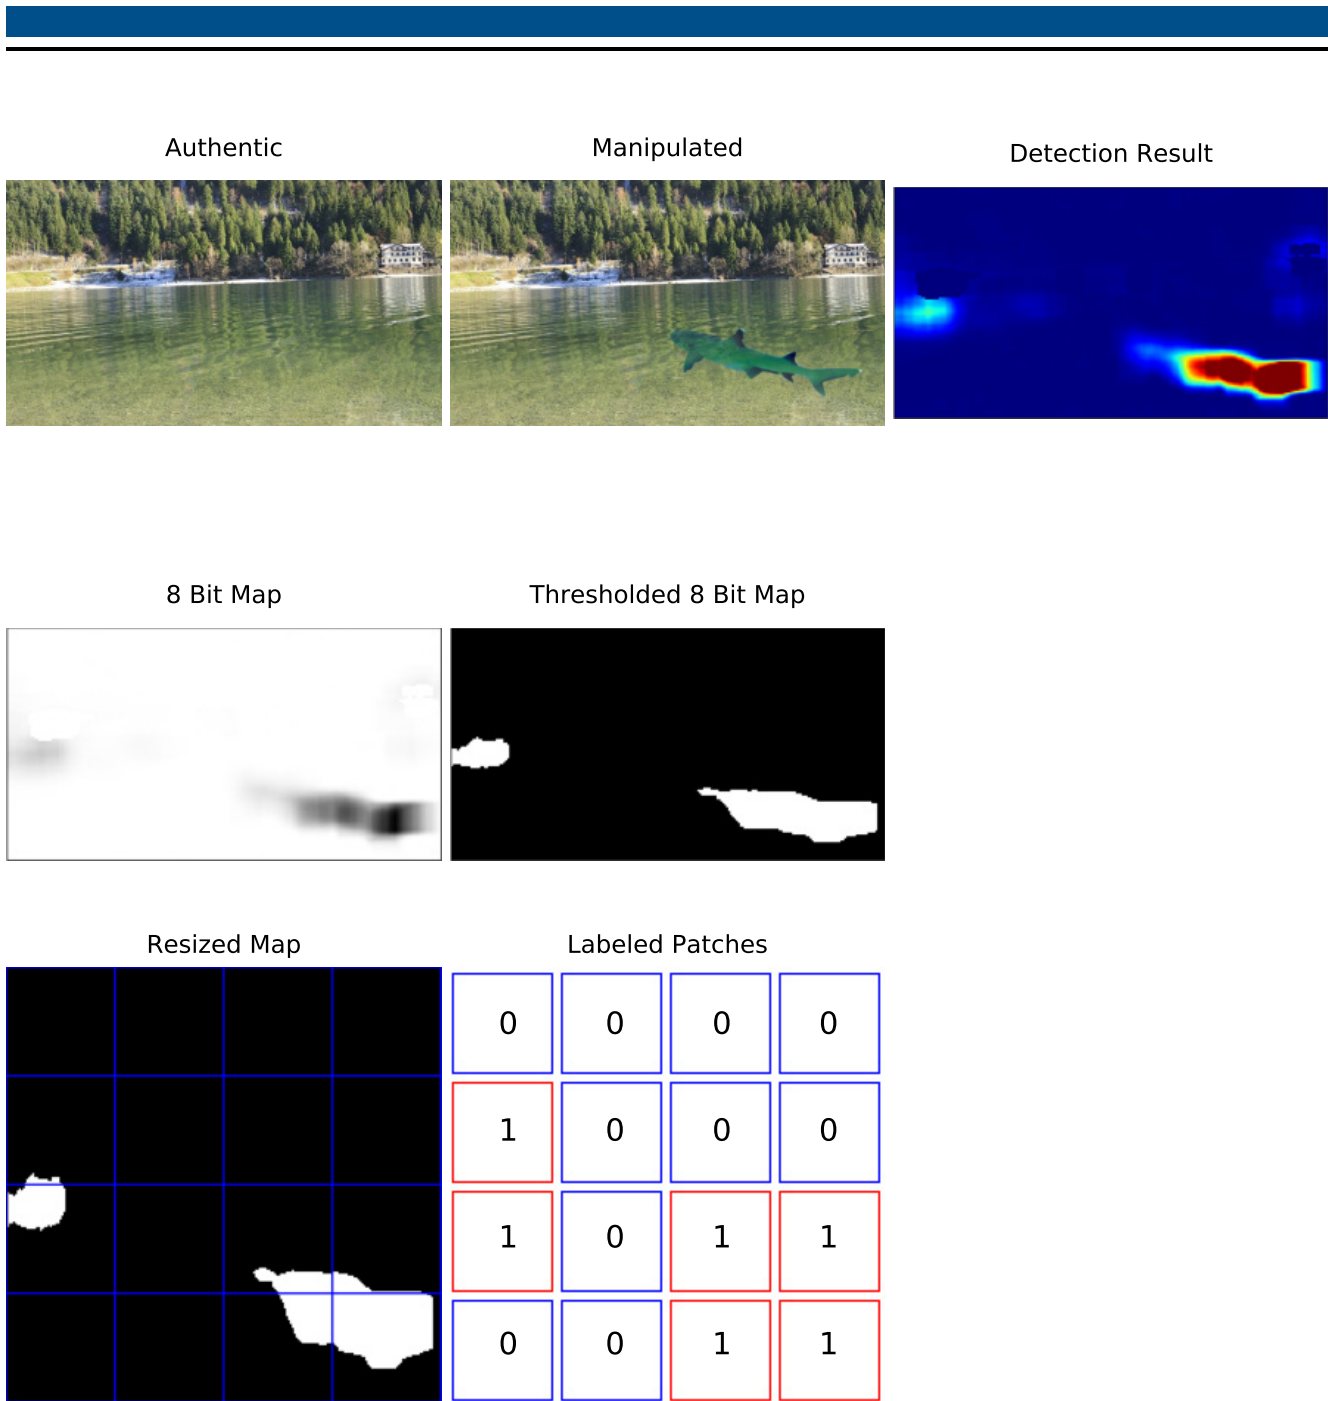 Authentic
Manipulated
Detection Result
8 Bit Map
Thresholded 8 Bit Map
Resized Map
Labeled Patches
0 0 0 0
1 0 0 0
1 0 1 1
0 0 1 1